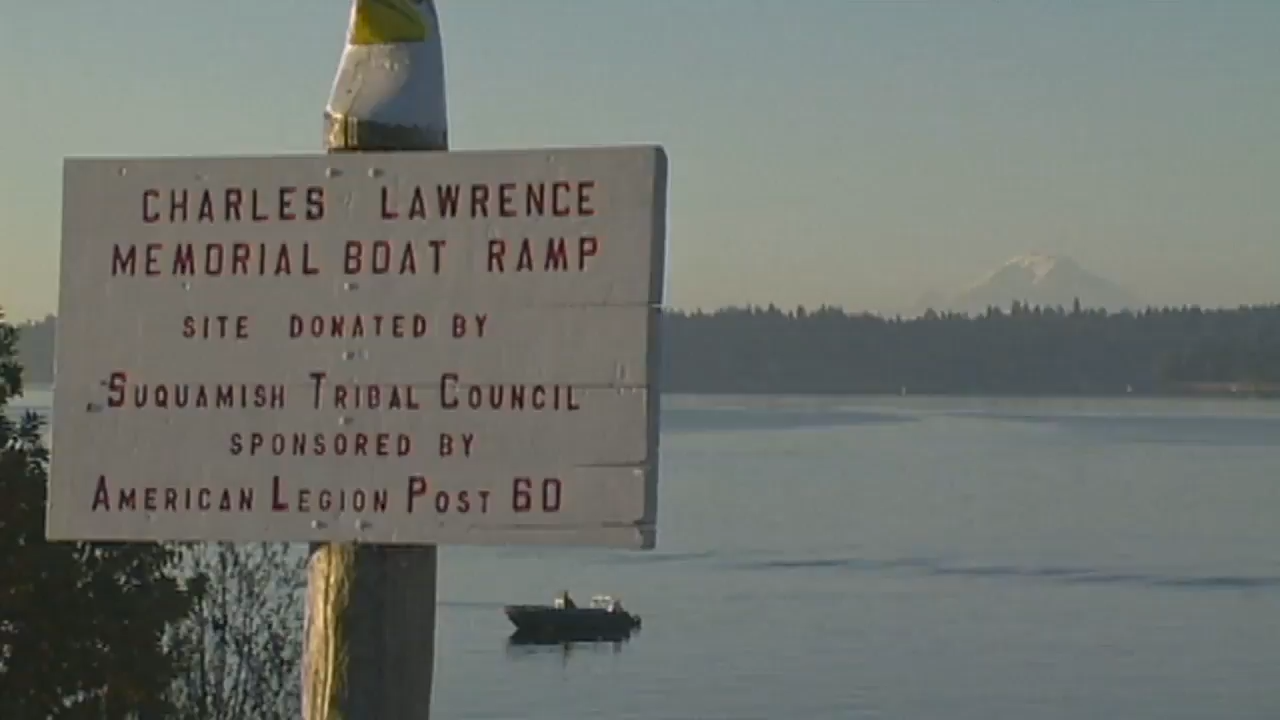 CHARLES LAWRENCE
MEMORIAL BOAT RAMP
SITE DONATED BY
SUQUAMISH TRIBAL COUNCIL
SPONSORED BY
AMERICAN LEGION POST 60